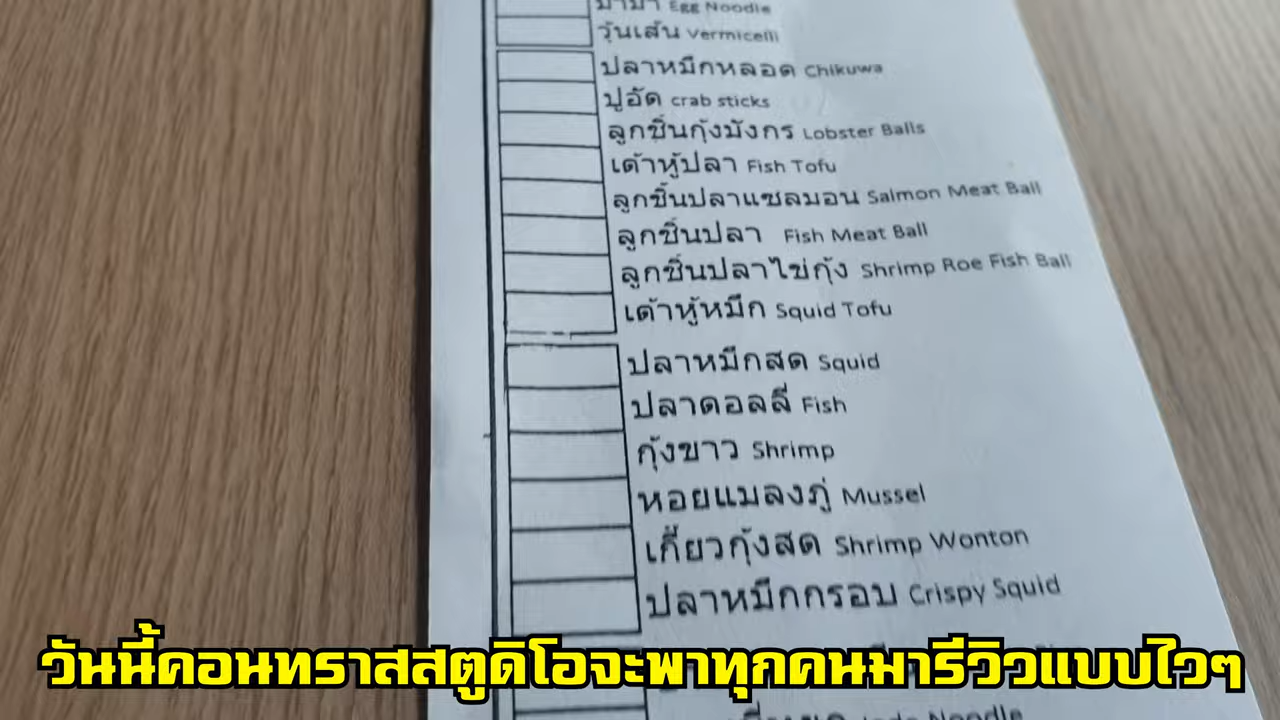 มาม่า Egg Noodle
วุ้นเส้น Vermicelli
ปลาหมึกหลอด Chikuwa
ปูอัด crab sticks
ลูกชิ้นกุ้งมังกร Lobster Balls
เต้าหู้ปลา Fish Tofu
ลูกชิ้นปลาแซลมอน Salmon Meat Ball
ลูกชิ้นปลา Fish Meat Ball
ลูกชิ้นปลาไข่กุ้ง Shrimp Roe Fish Ball
เต้าหู้หมึก Squid Tofu
ปลาหมึกสด Squid
ปลาดอลลี่ Fish
กุ้งขาว Shrimp
หอยแมลงภู่ Mussel
เกี๊ยวกุ้งสด Shrimp Wonton
ปลาหมึกกรอบ Crispy Squid
วันนี้คอนทราสสตูดิโอจะพาทุกคนมารีวิวแบบไวๆ
Noodle